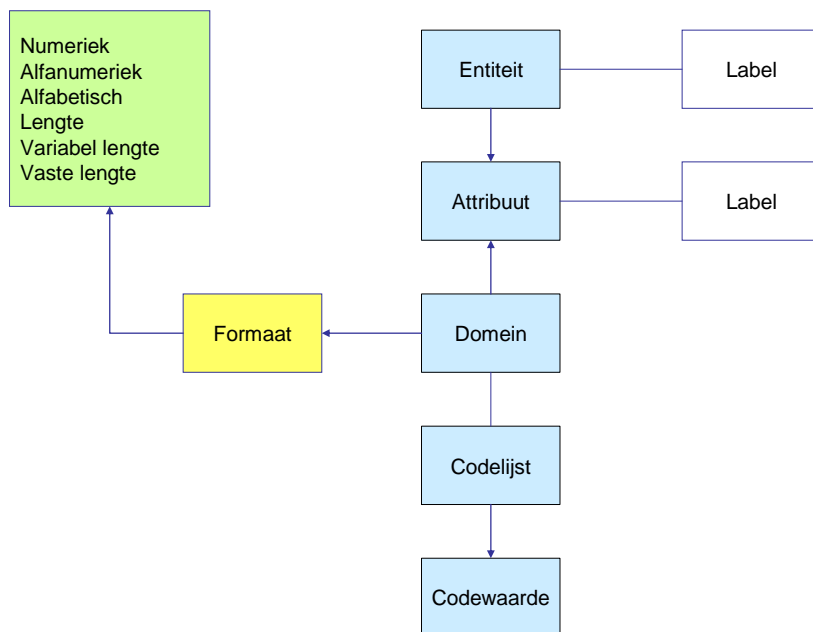 Numeriek
Alfanumeriek
Alfabetisch
Lengte
Variabel lengte
Vaste lengte
Entiteit
Label
Attribuut
Label
Formaat
Domein
Codelijst
Codewaarde